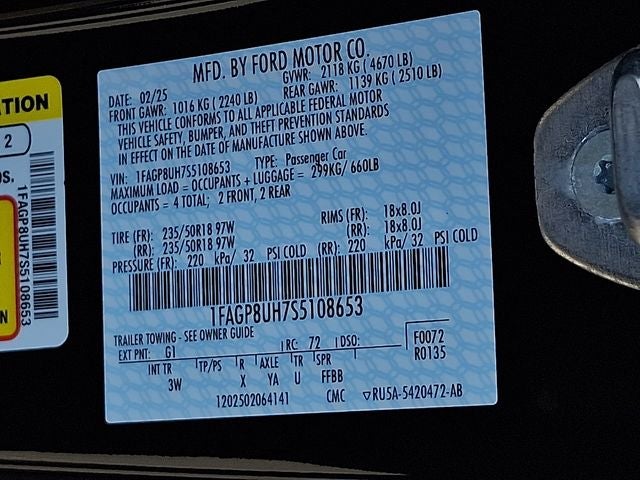 MFD. BY FORD MOTOR CO.
DATE: 02/25 GVWR: 2118 KG (4670 LB)
FRONT GAWR: 1016 KG (2240 LB) REAR GAWR: 1139 KG (2510 LB)
THIS VEHICLE CONFORMS TO ALL APPLICABLE FEDERAL MOTOR
VEHICLE SAFETY, BUMPER, AND THEFT PREVENTION STANDARDS
IN EFFECT ON THE DATE OF MANUFACTURE SHOWN ABOVE.
VIN: 1FAGP8UH7S5108653 TYPE: Passenger Car
MAXIMUM LOAD = OCCUPANTS + LUGGAGE = 299KG/ 660LB
OCCUPANTS = 4 TOTAL; 2 FRONT, 2 REAR
TIRE (FR): 235/50R18 97W RIMS (FR): 18x8.0J
(RR): 235/50R18 97W (RR): 18x8.0J
PRESSURE (FR): 220 kPa/ 32 PSI COLD (RR): 220 kPa/ 32 PSI COLD
1FAGP8UH7S5108653
TRAILER TOWING - SEE OWNER GUIDE
EXT PNT: G1 RC: 72 DSO: F0072
R0135
INT TR TP/PS R AXLE TR SPR
3W X YA U FFBB
1202502064141 CMC ▽RU5A-5420472-AB
ATION
2
OS.
1FAGP8UH7S5108653
N